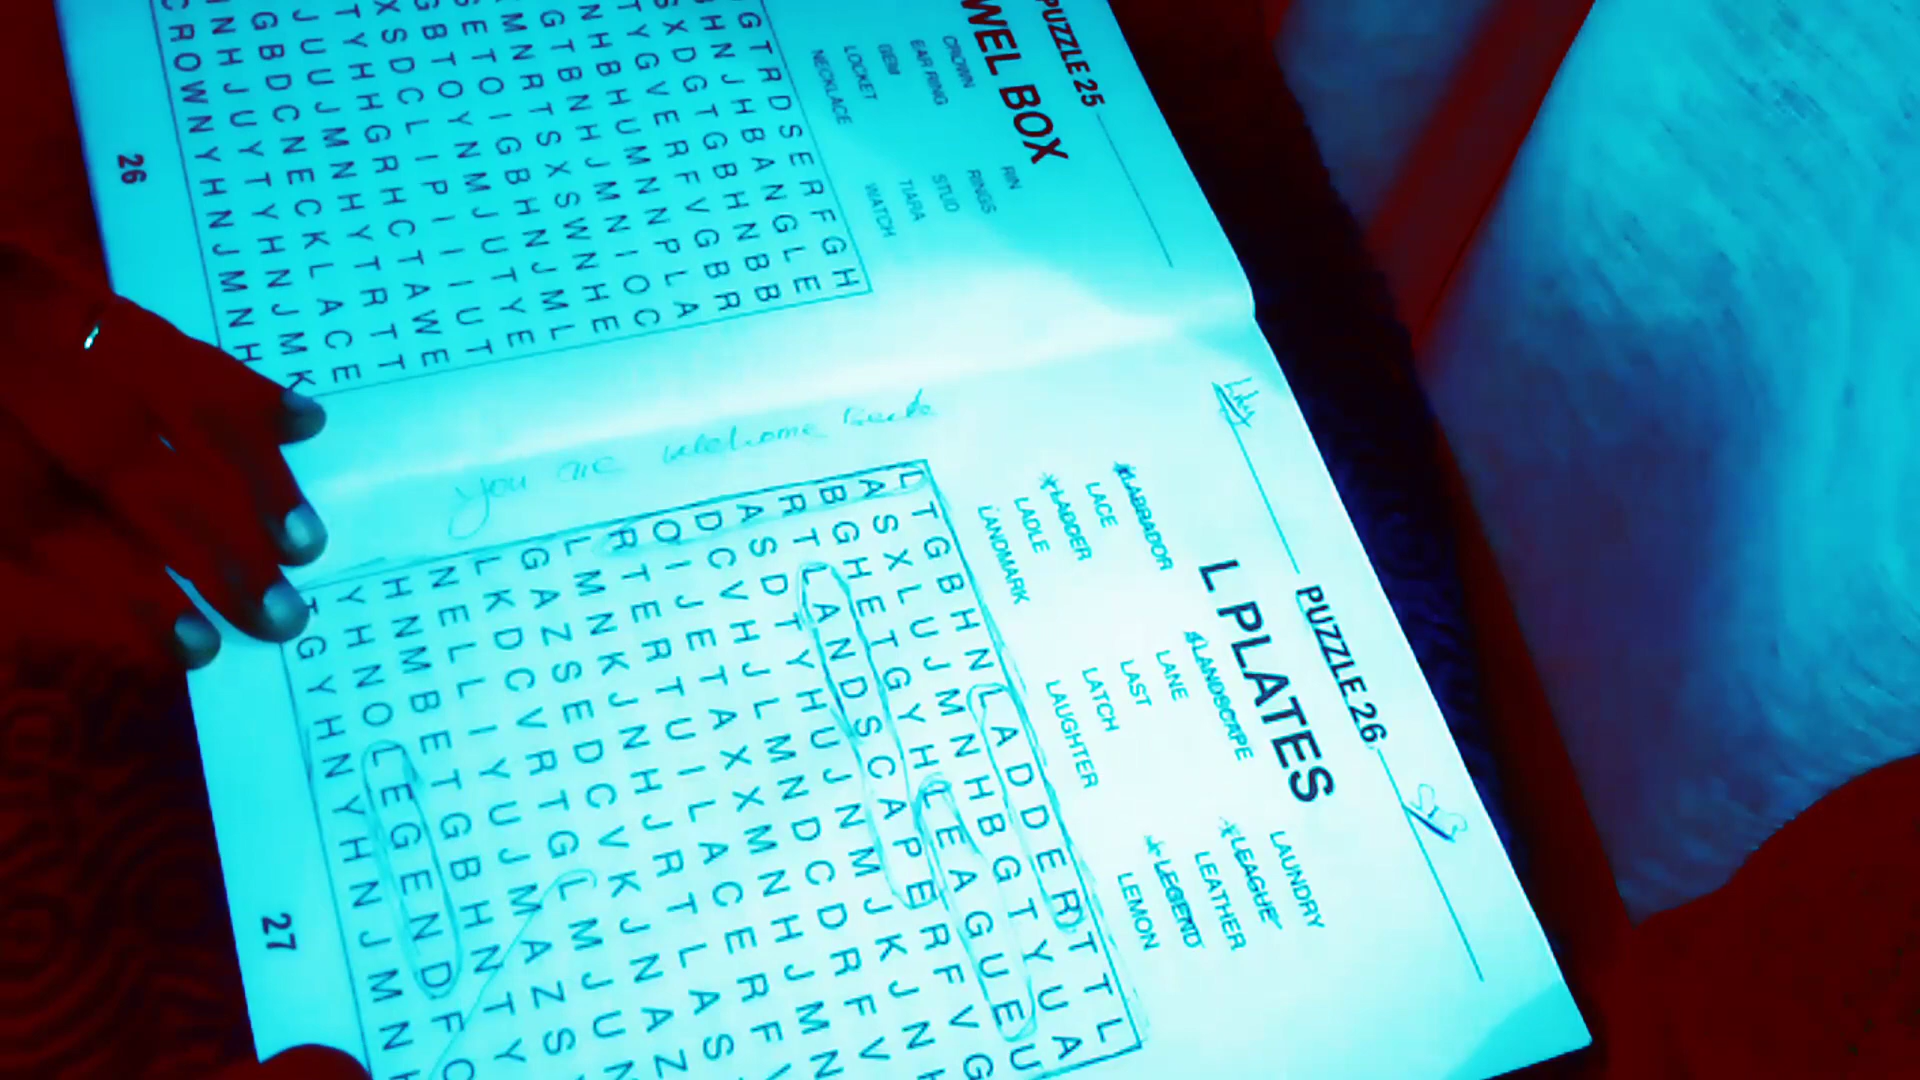 PUZZLE 25
WEL BOX
CROWN
EAR RING
GEM
LOCKET
NECKLACE
RIN
RINGS
STUD
TIARA
WATCH
G T R D S E R F G H
H N J H B A N G L E
X D G T G B H N B B
T Y G V E R F V G B R
N H B H U M N N P L A
G T B N H J M N I O C
M N R T S X S W N H E
E T O I G B H N J M L
G B T O Y N M J U T Y E
X S D C L I P I I I U T
T Y H H G R H C T A W E
J U U J M N H Y T R T T
G B D C N E C K L A C E
N H J U Y T Y H N J M K
C R O W N Y H N J M N H
26
PUZZLE 26
L PLATES
LABRADOR
LACE
LADDER
LADLE
LANDMARK
LANDSCAPE
LANE
LAST
LATCH
LAUGHTER
LAUNDRY
LEAGUE
LEATHER
LEGEND
LEMON
L T G B H N L A D D E R T T L
A S X L U J M N H B G T Y U A
B G H E T G Y H L E A G U E U
R T L A N D S C A P E R F V G
A S D T Y H U J N M J K J N
D C V H J L M N D C D R F V
O I J E T A X X M N H J M N
R T E R T U I L A C E R F
L M N K J N H J R T L A S
G A Z S E D C V K J N A Z
L K D C V R T G L M J U N
N E L L I Y U J M A Z S
H N M B E T G B H N T Y
Y H N O L E G E N D F C
T G Y H N Y H N J M N
you are welcome back
27